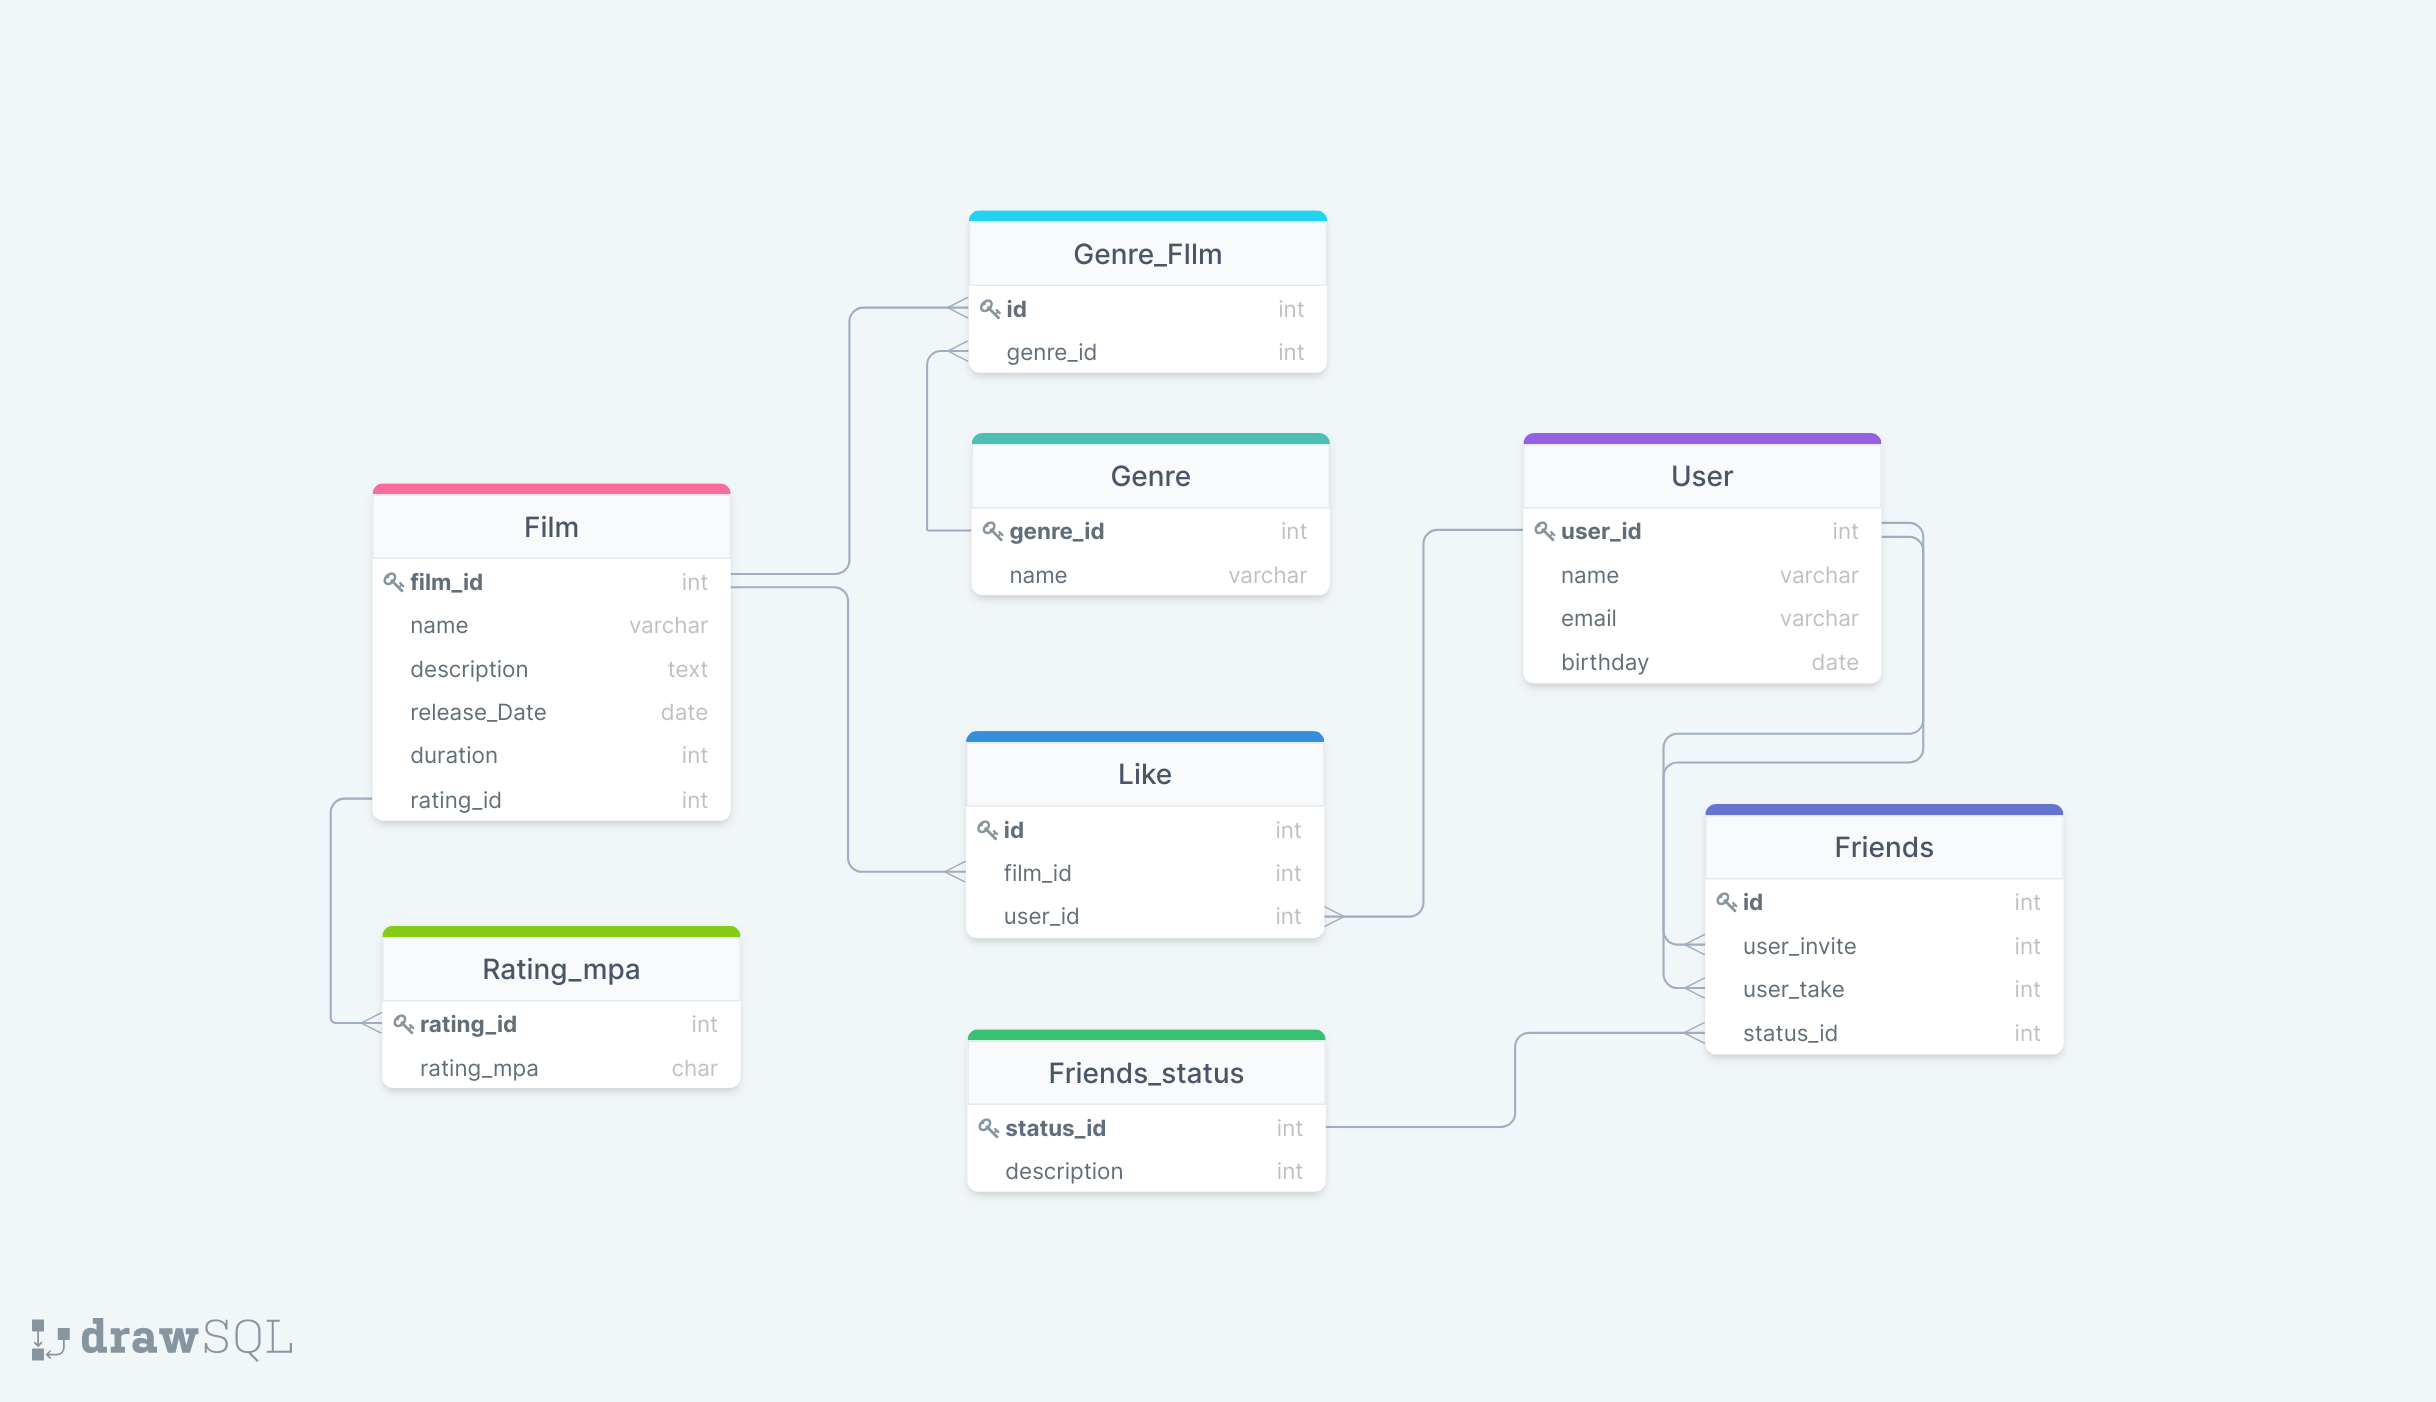 Genre_FIlm
id int
genre_id int
Genre
genre_id int
name varchar
User
user_id int
name varchar
email varchar
birthday date
Film
film_id int
name varchar
description text
release_Date date
duration int
rating_id int
Like
id int
film_id int
user_id int
Friends
id int
user_invite int
user_take int
status_id int
Rating_mpa
rating_id int
rating_mpa char
Friends_status
status_id int
description int
drawSQL